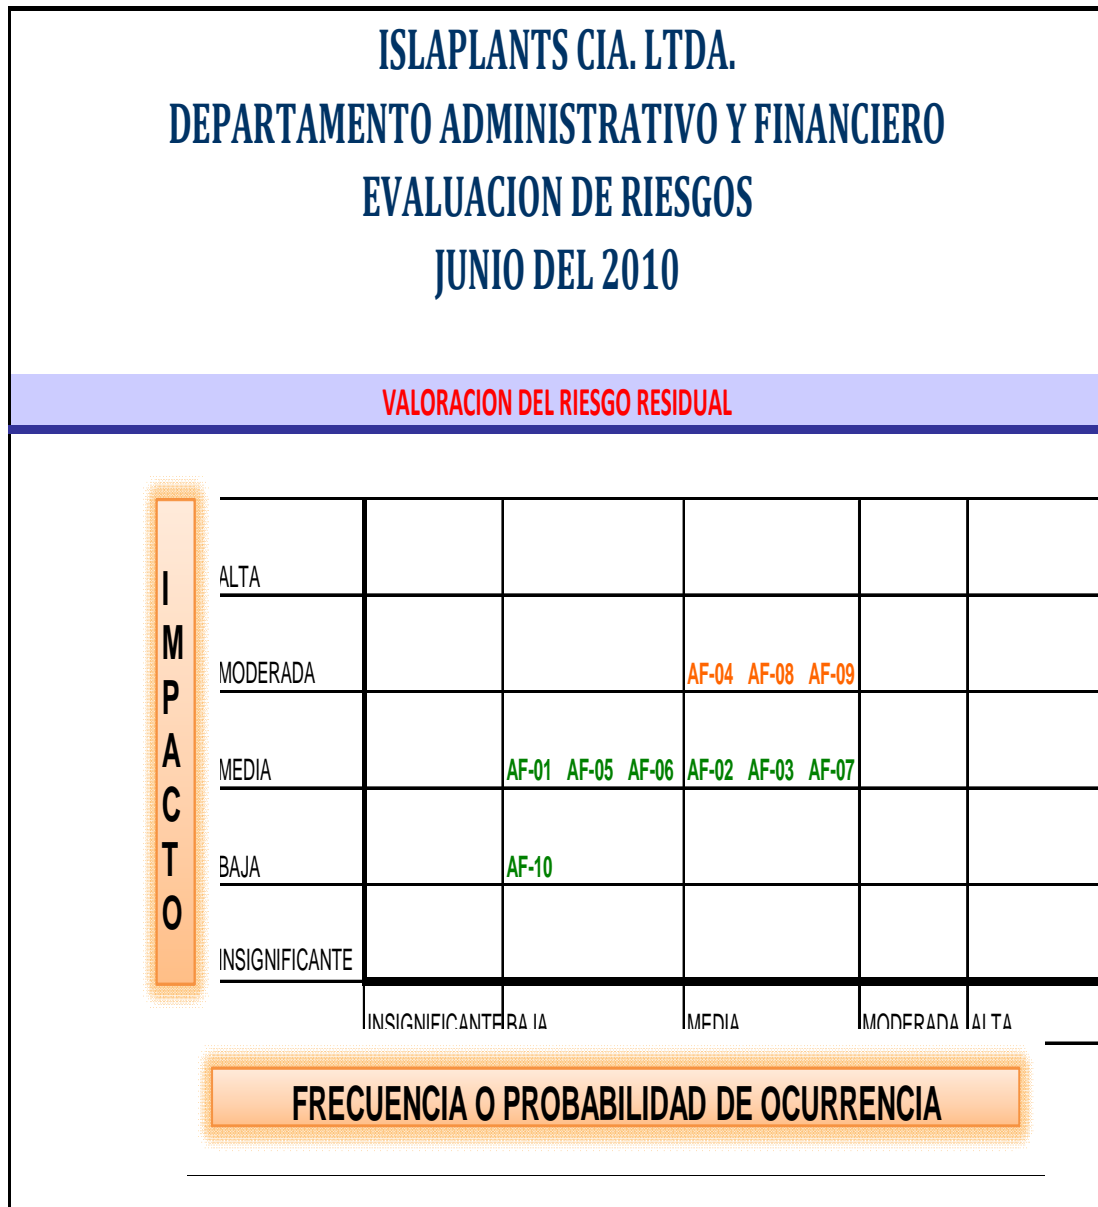 ISLAPLANTS CIA. LTDA.
DEPARTAMENTO ADMINISTRATIVO Y FINANCIERO
EVALUACION DE RIESGOS
JUNIO DEL 2010
VALORACION DEL RIESGO RESIDUAL
IMPACTO
ALTA
MODERADA AF-04 AF-08 AF-09
MEDIA AF-01 AF-05 AF-06 AF-02 AF-03 AF-07
BAJA AF-10
INSIGNIFICANTE
INSIGNIFICANTE BAJA MEDIA MODERADA ALTA
FRECUENCIA O PROBABILIDAD DE OCURRENCIA